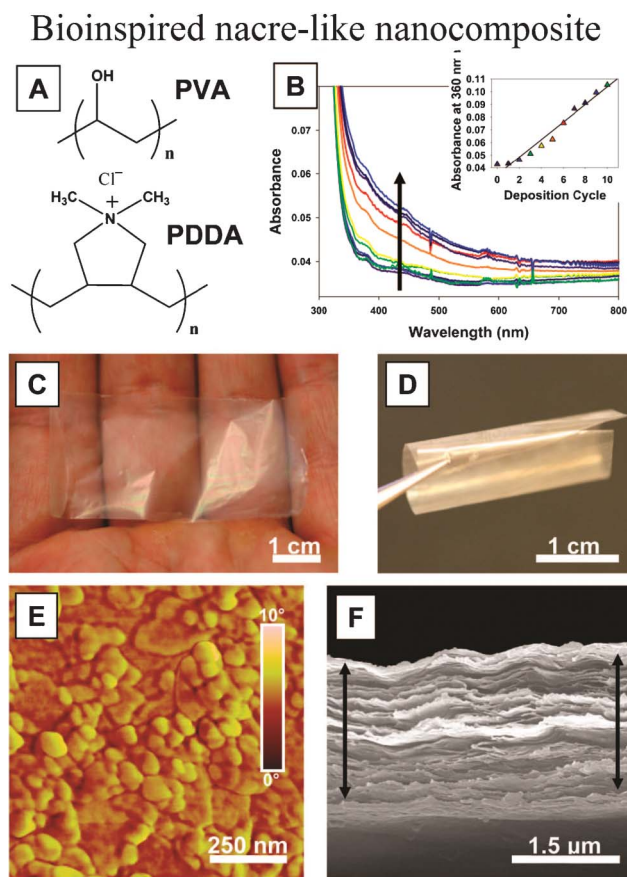 Bioinspired nacre-like nanocomposite
A
OH
PVA
n
Cl⁻
H₃C
+
CH₃
N
PDDA
n
B
Absorbance
0.07
0.06
0.05
0.04
300 400 500 600 700 800
Wavelength (nm)
Absorbance at 360 nm
0.11
0.10
0.09
0.08
0.07
0.06
0.05
0.04
0 2 4 6 8 10
Deposition Cycle
C
1 cm
D
1 cm
E
10°
0°
250 nm
F
1.5 µm